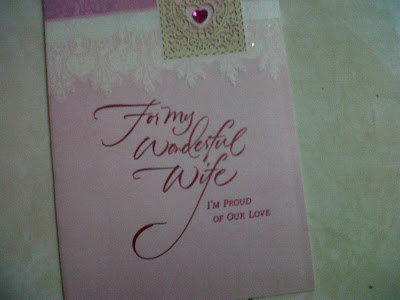 For my
Wonderful
Wife
I'm Proud
of Our Love